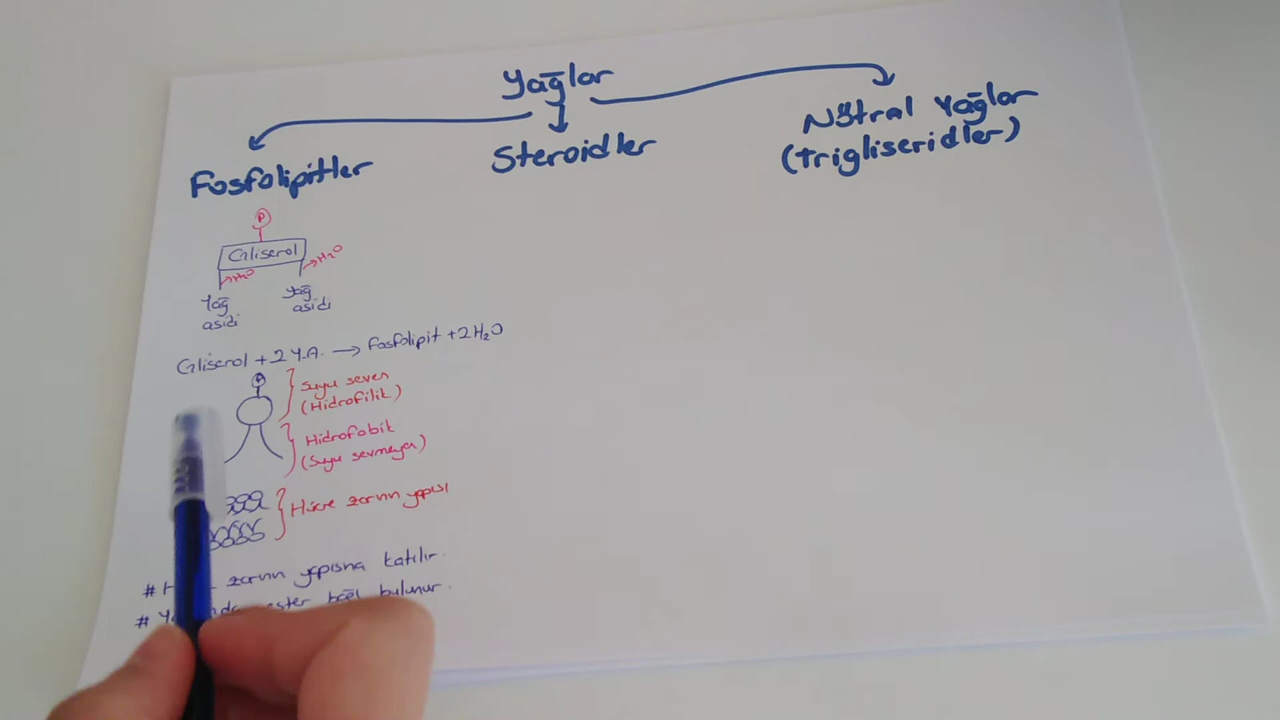 Yağlar
Fosfolipitler
Steroidler
Nötral Yağlar
(Trigliseridler)
P
Gliserol
H₂O
H₂O
Yağ
asidi
yağ
asidi
Gliserol + 2 Y.A. → Fosfolipit + 2H₂O
P
Suyu seven
(Hidrofilik)
Hidrofobik
(Suyu sevmeyen)
Hücre zarının yapısı
# zarının yapısına katılır.
# ester bağı bulunur.